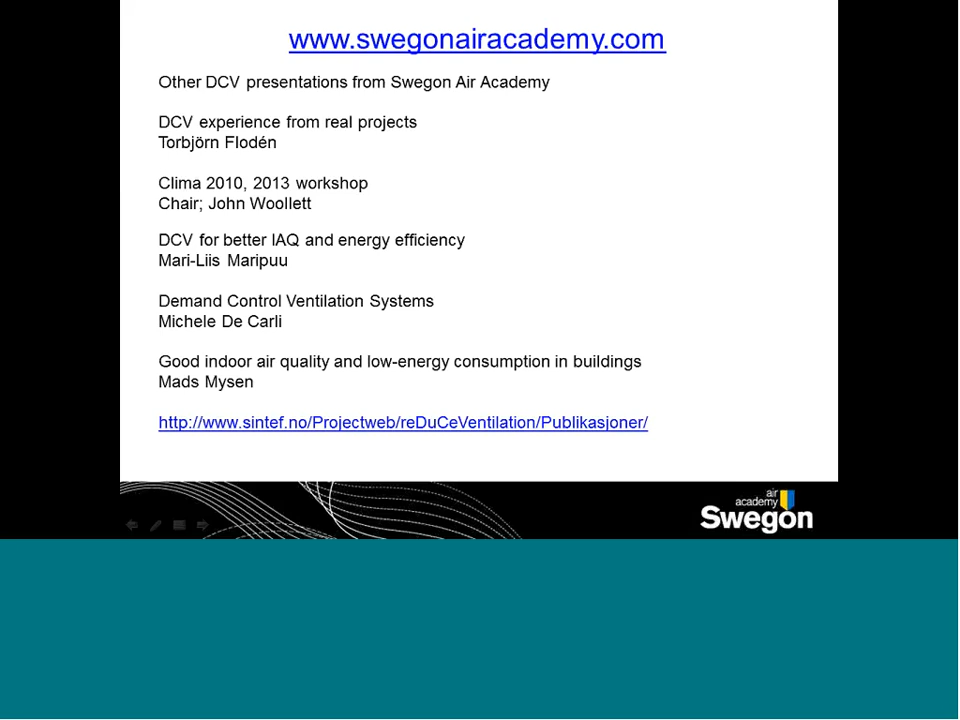 www.swegonairacademy.com
Other DCV presentations from Swegon Air Academy
DCV experience from real projects
Torbjörn Flodén
Clima 2010, 2013 workshop
Chair; John Woollett
DCV for better IAQ and energy efficiency
Mari-Liis Maripuu
Demand Control Ventilation Systems
Michele De Carli
Good indoor air quality and low-energy consumption in buildings
Mads Mysen
http://www.sintef.no/Projectweb/reDuCeVentilation/Publikasjoner/
air
academy
Swegon